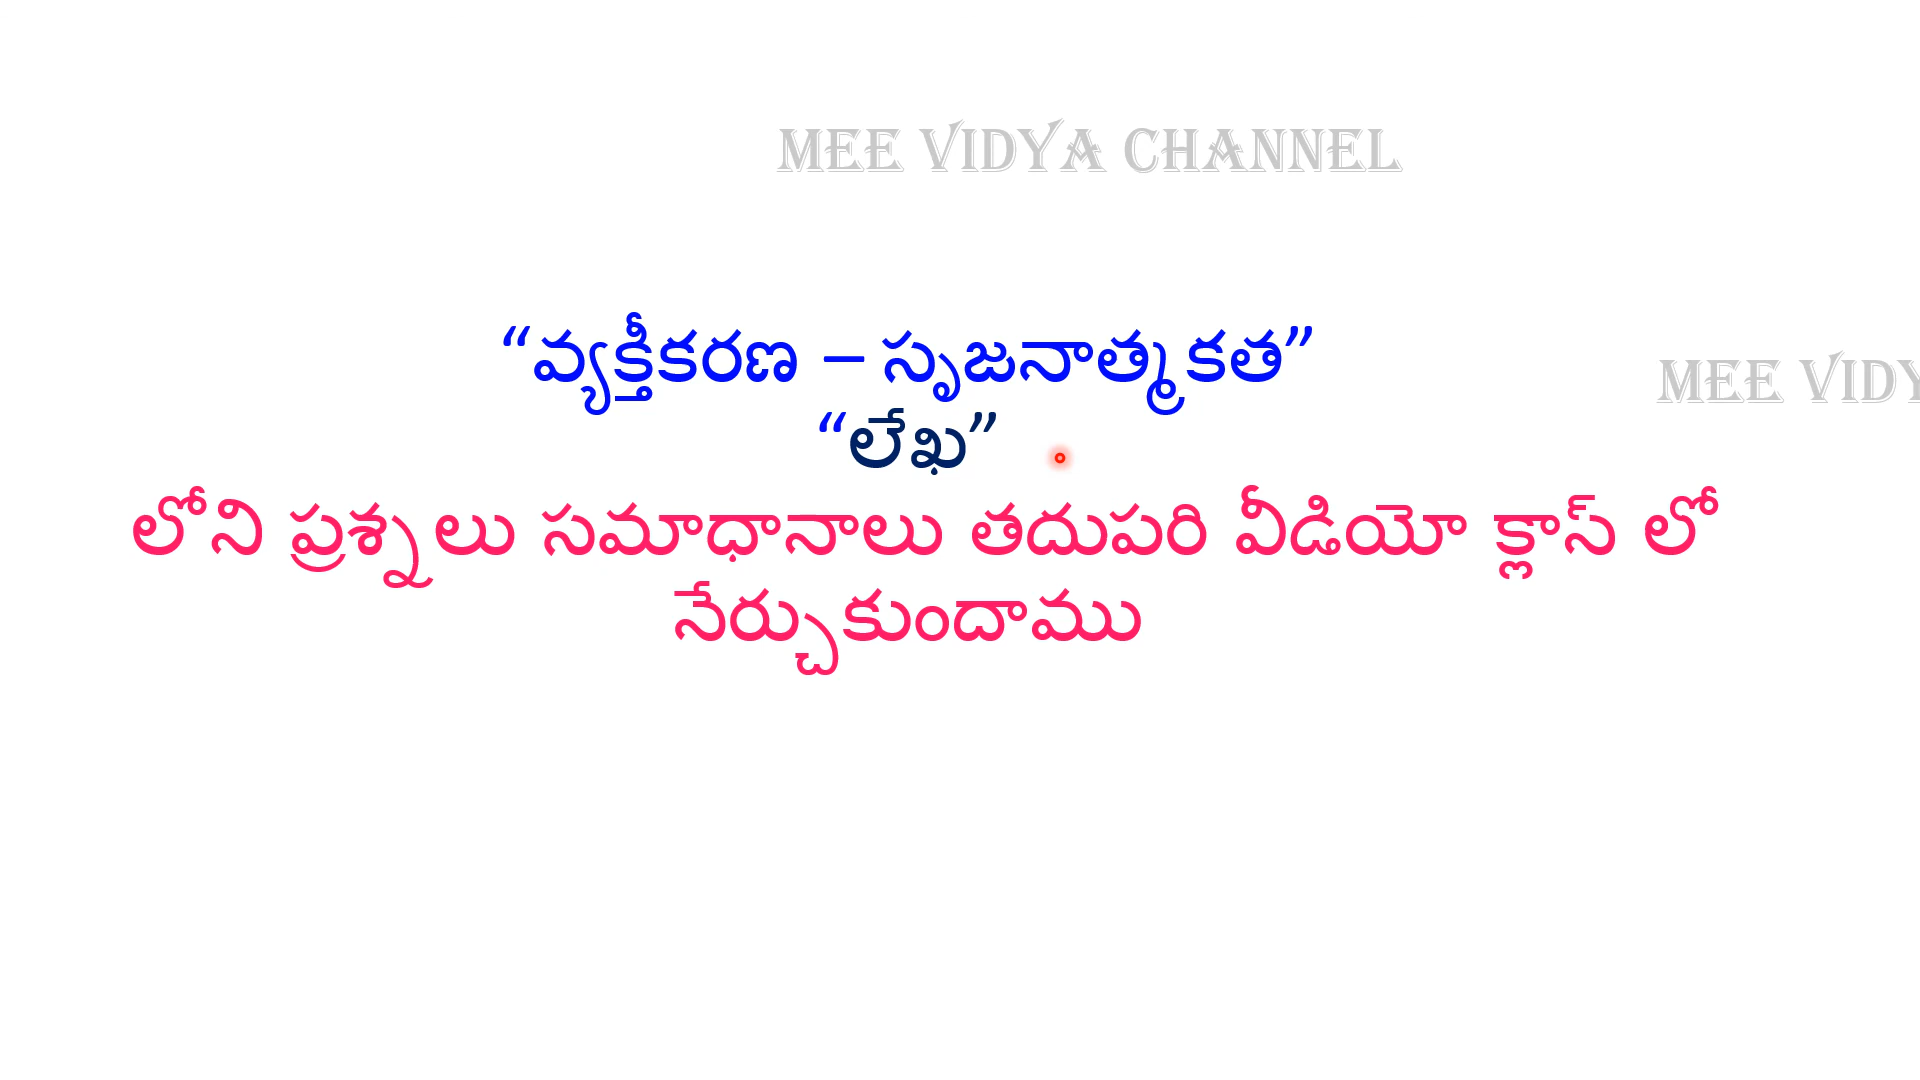 MEE VIDYA CHANNEL
“వ్యక్తీకరణ – సృజనాత్మకత”
MEE VIDY
“లేఖ”
లోని ప్రశ్నలు సమాధానాలు తదుపరి వీడియో క్లాస్ లో
నేర్చుకుందాము